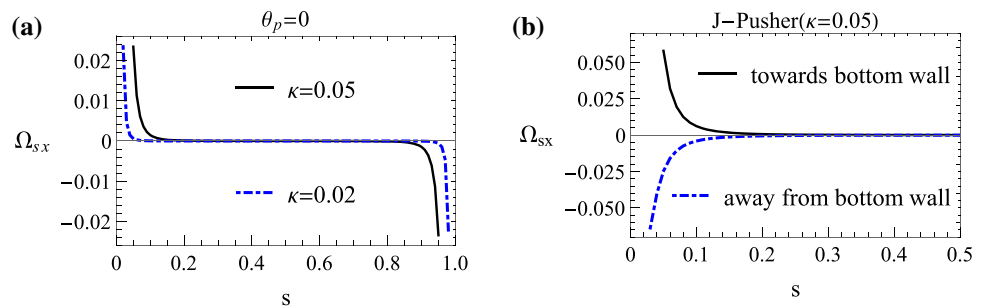 (a)
θp=0
0.02
0.01
0
−0.01
−0.02
Ωsx
κ=0.05
κ=0.02
0 0.2 0.4 0.6 0.8 1.0
s
(b)
J−Pusher(κ=0.05)
0.050
0.025
0
−0.025
−0.050
Ωsx
towards bottom wall
away from bottom wall
0 0.1 0.2 0.3 0.4 0.5
s